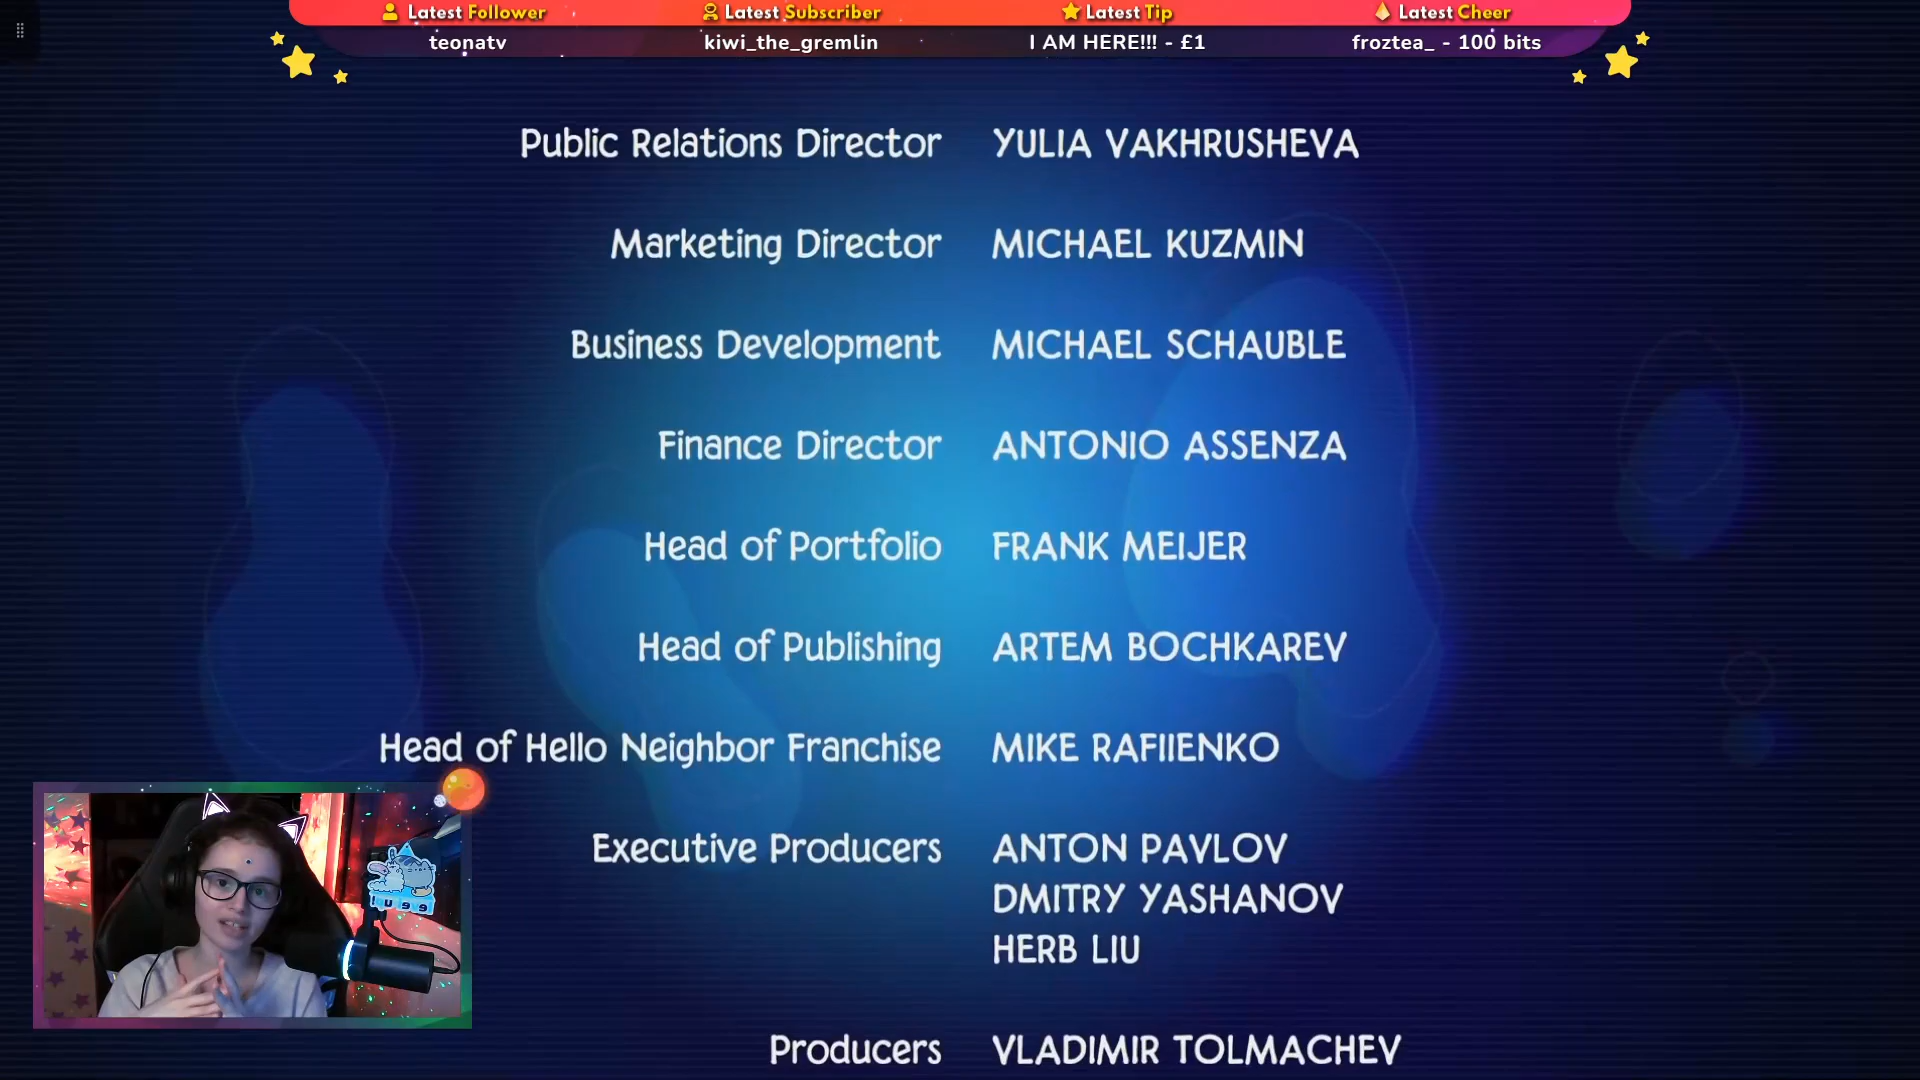 Latest Follower
teonatv
Latest Subscriber
kiwi_the_gremlin
Latest Tip
I AM HERE!!! - £1
Latest Cheer
froztea_ - 100 bits
Public Relations Director YULIA VAKHRUSHEVA
Marketing Director MICHAEL KUZMIN
Business Development MICHAEL SCHAUBLE
Finance Director ANTONIO ASSENZA
Head of Portfolio FRANK MEIJER
Head of Publishing ARTEM BOCHKAREV
Head of Hello Neighbor Franchise MIKE RAFIIENKO
Executive Producers ANTON PAVLOV
DMITRY YASHANOV
HERB LIU
Producers VLADIMIR TOLMACHEV